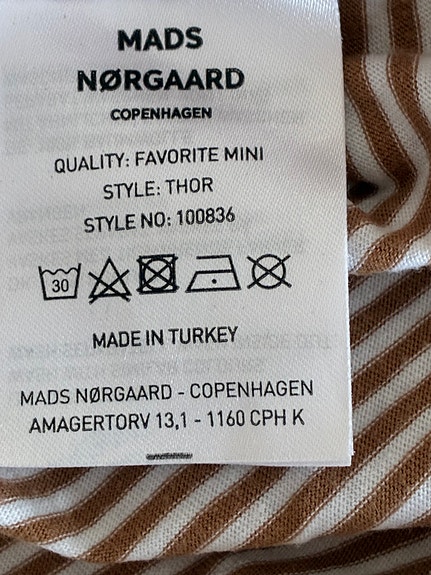 MADS
NØRGAARD
COPENHAGEN
QUALITY: FAVORITE MINI
STYLE: THOR
STYLE NO: 100836
30
MADE IN TURKEY
MADS NØRGAARD - COPENHAGEN
AMAGERTORV 13,1 - 1160 CPH K